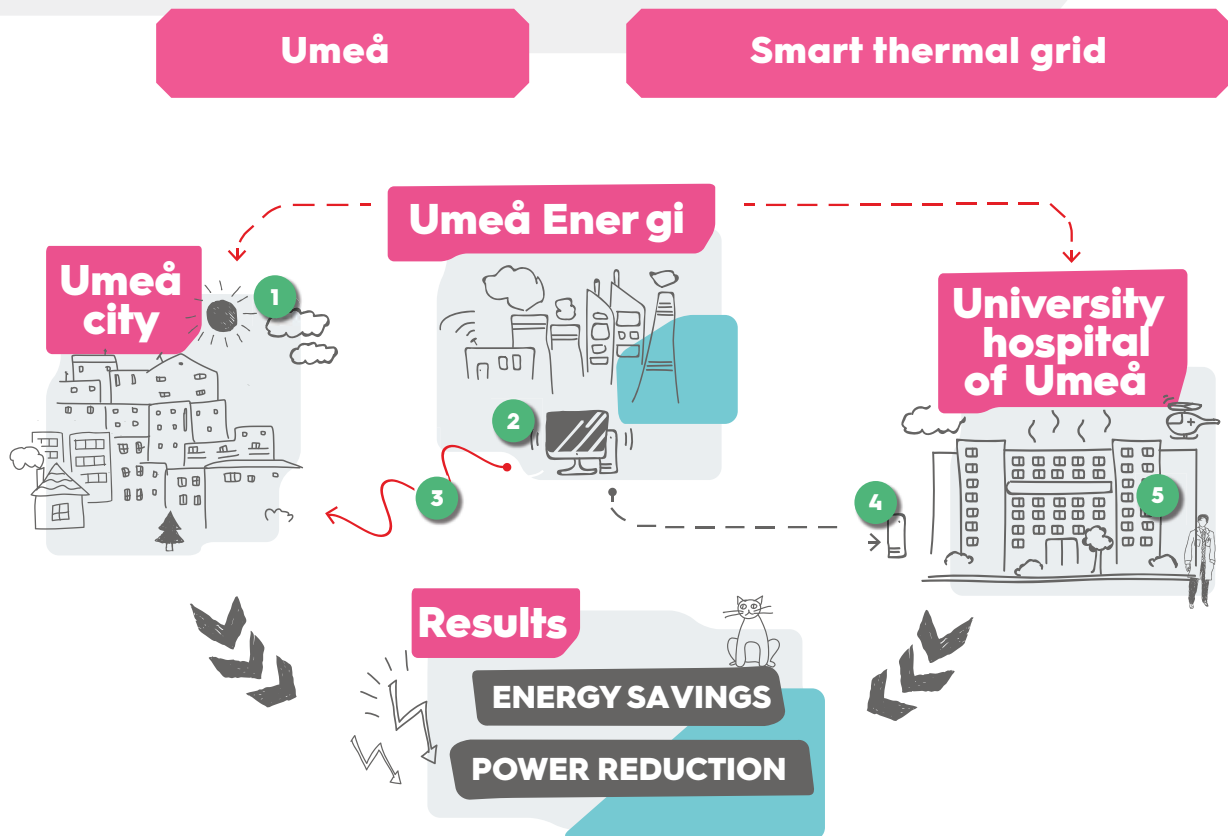 Umeå
Smart thermal grid
Umeå Ener gi
Umeå
city
1
University
hospital
of Umeå
2
3
4
5
Results
ENERGY SAVINGS
POWER REDUCTION